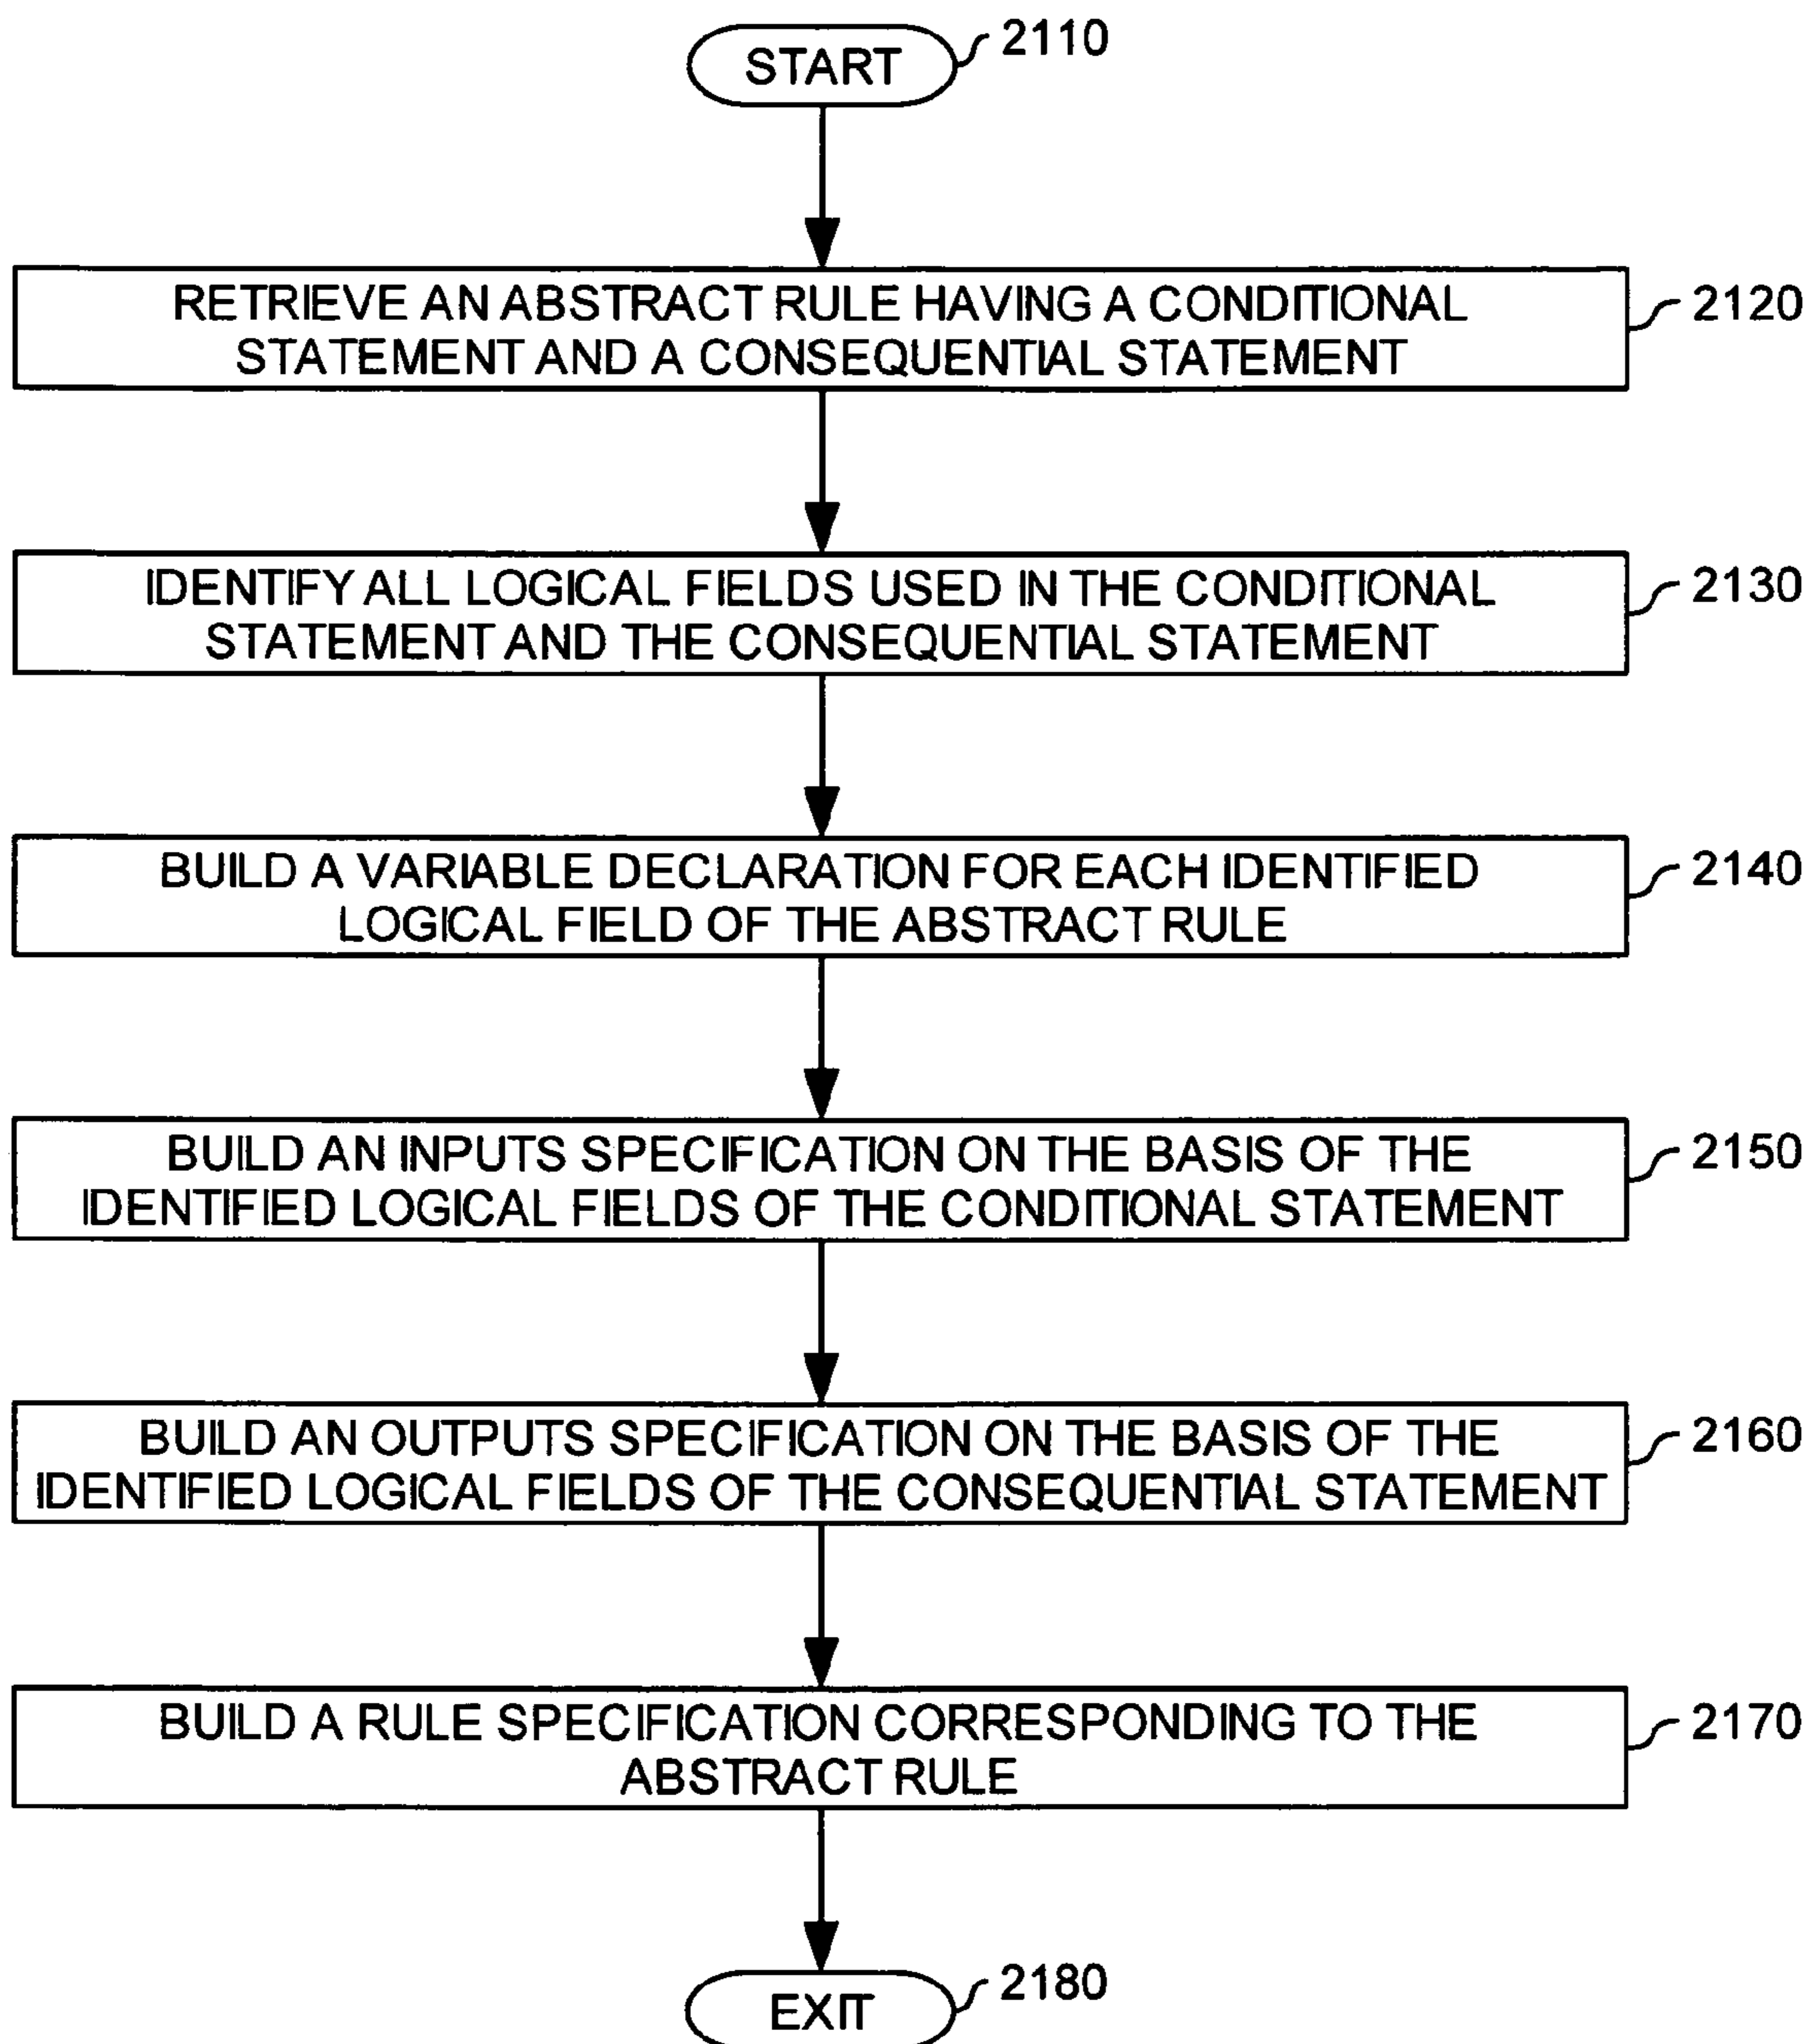 START
2110
RETRIEVE AN ABSTRACT RULE HAVING A CONDITIONAL
STATEMENT AND A CONSEQUENTIAL STATEMENT
2120
IDENTIFY ALL LOGICAL FIELDS USED IN THE CONDITIONAL
STATEMENT AND THE CONSEQUENTIAL STATEMENT
2130
BUILD A VARIABLE DECLARATION FOR EACH IDENTIFIED
LOGICAL FIELD OF THE ABSTRACT RULE
2140
BUILD AN INPUTS SPECIFICATION ON THE BASIS OF THE
IDENTIFIED LOGICAL FIELDS OF THE CONDITIONAL STATEMENT
2150
BUILD AN OUTPUTS SPECIFICATION ON THE BASIS OF THE
IDENTIFIED LOGICAL FIELDS OF THE CONSEQUENTIAL STATEMENT
2160
BUILD A RULE SPECIFICATION CORRESPONDING TO THE
ABSTRACT RULE
2170
EXIT
2180